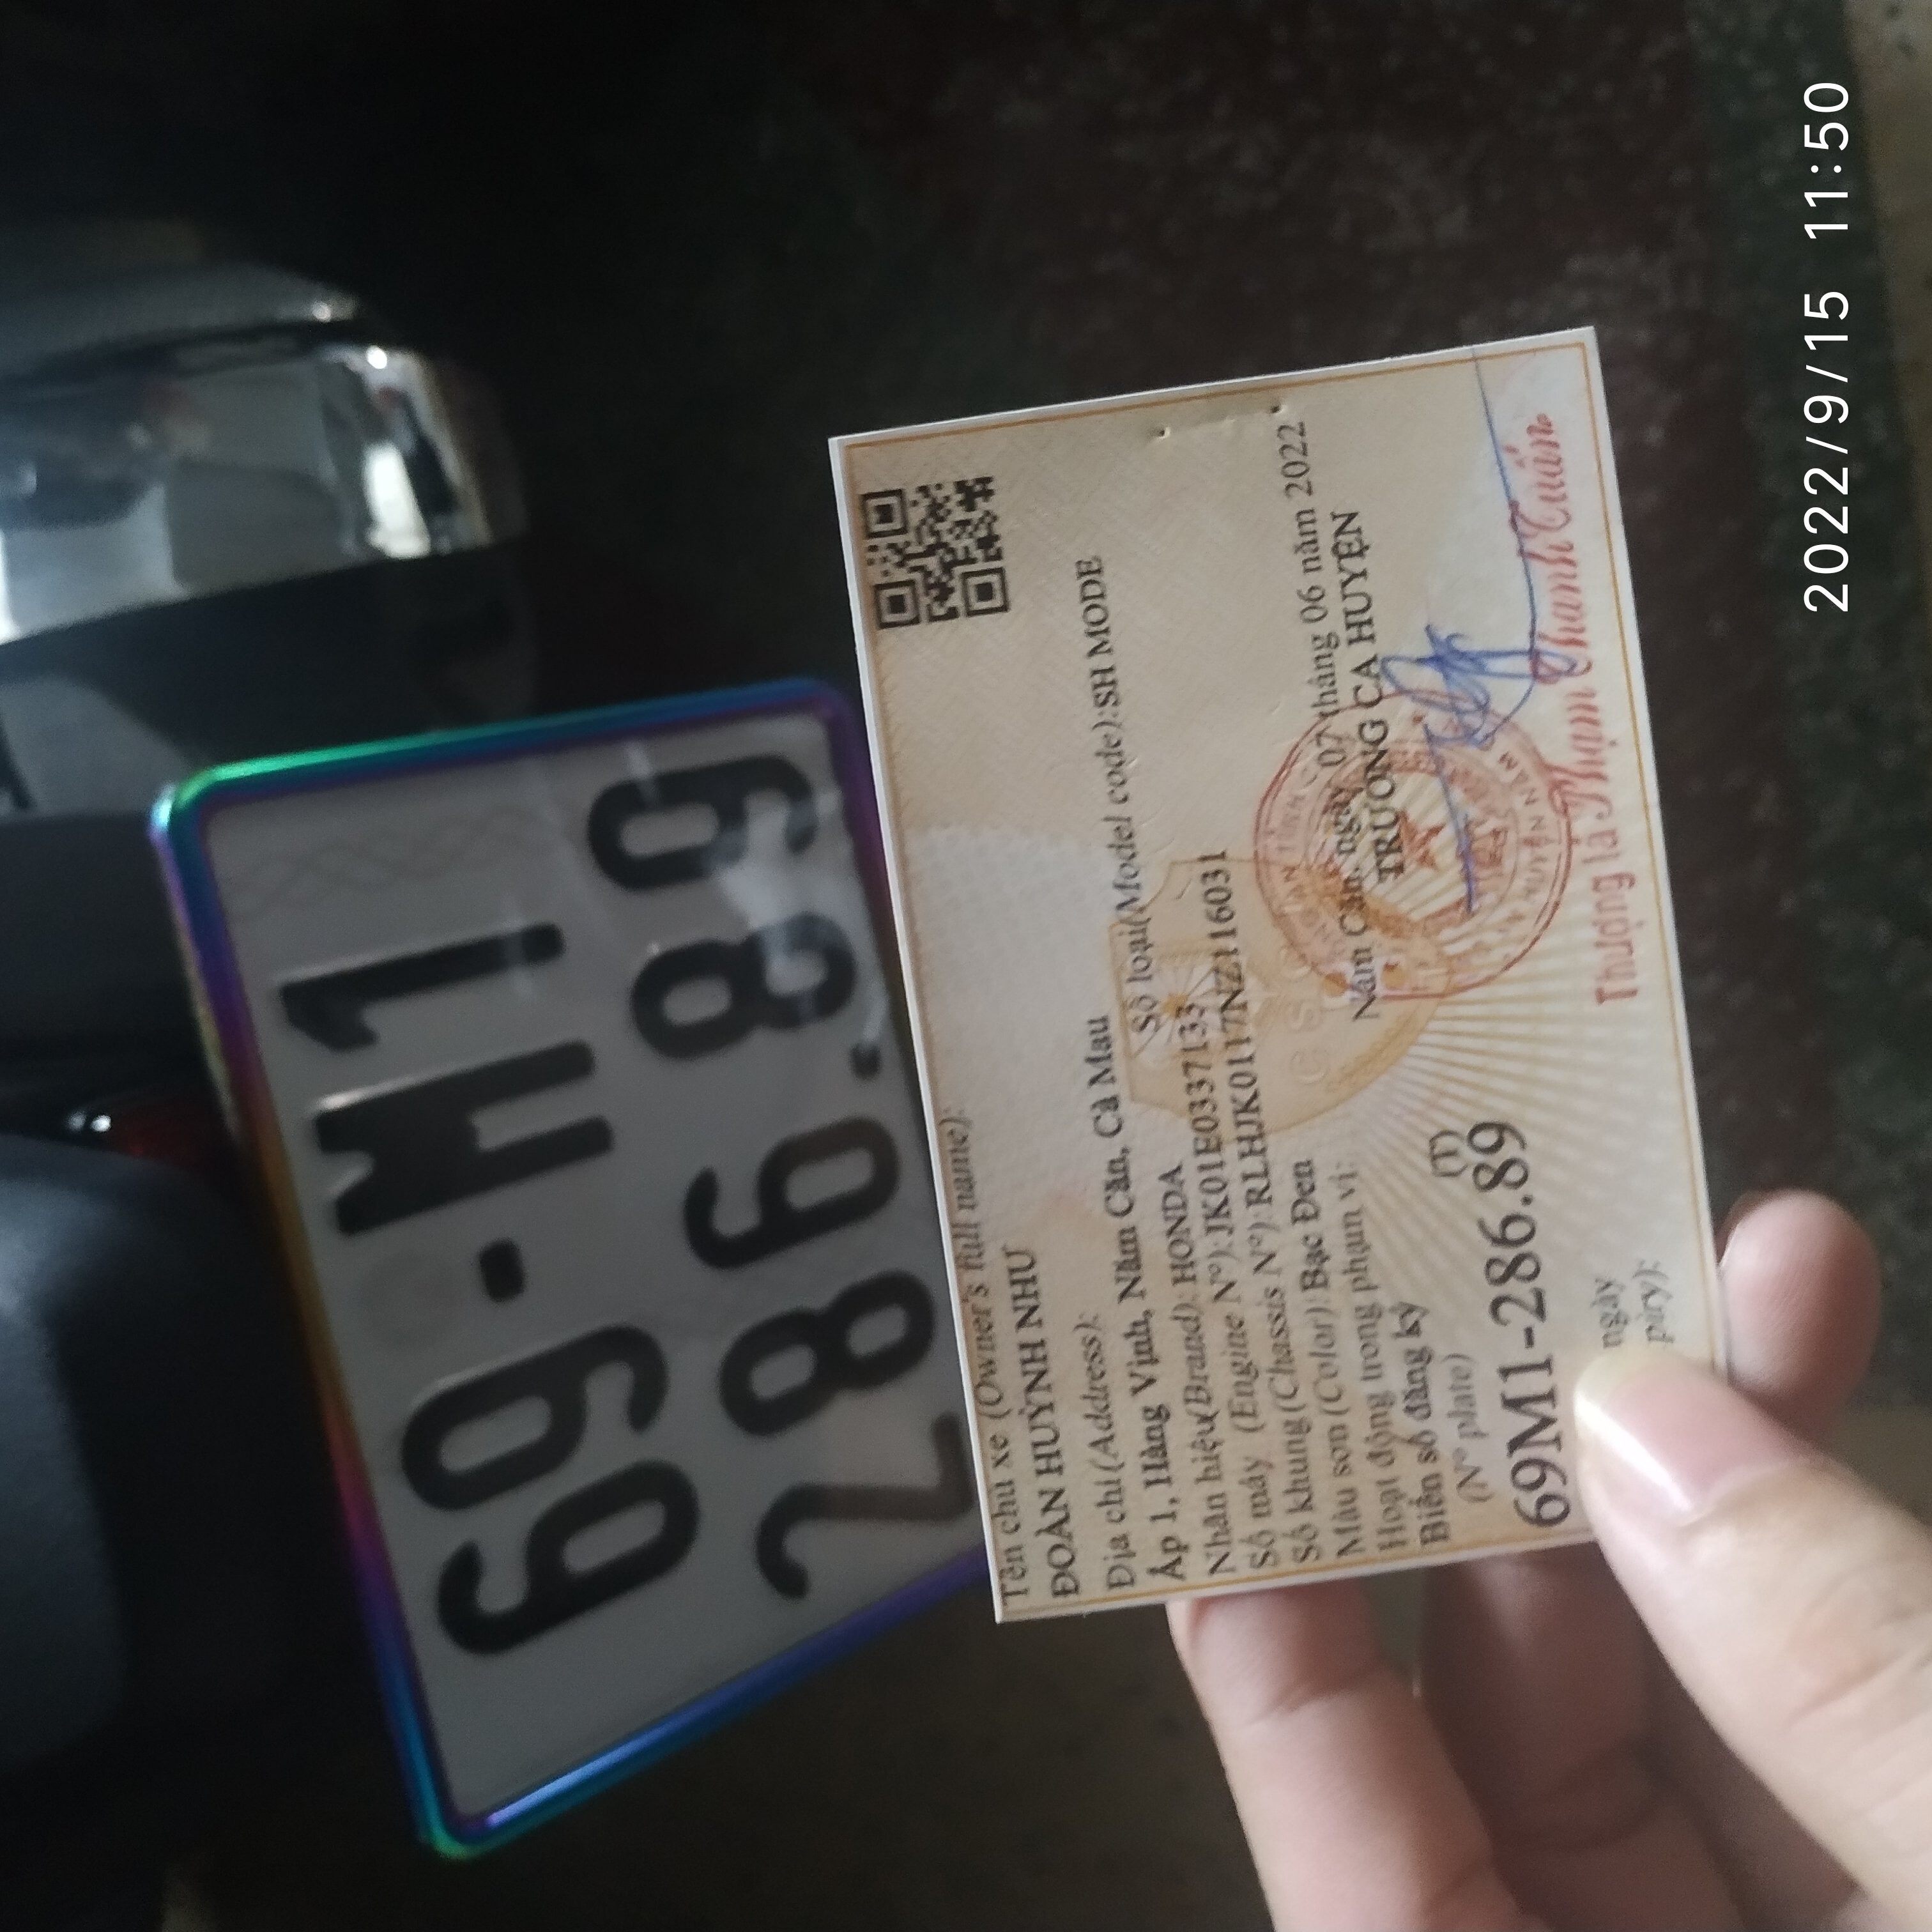 69-M1
286.89
Tên chủ xe (Owner's full name):
ĐOÀN HUỲNH NHƯ
Địa chỉ (Address):
Ấp 1, Hàng Vịnh, Năm Căn, Cà Mau
Nhãn hiệu(Brand): HONDA Số loại(Model code):SH MODE
Số máy (Engine N°):JK01E0337133
Số khung (Chassis N°):RLHJK0117NZ116031
Màu sơn (Color): Bạc Đen
Hoạt động trong phạm vi:
Biển số đăng ký
(N° plate) (T)
69M1-286.89
Năm Căn, ngày 07 tháng 06 năm 2022
TRƯỞNG CA HUYỆN
Thượng tá Phạm Thanh Tuấn
ngày
piry):
2022/9/15 11:50